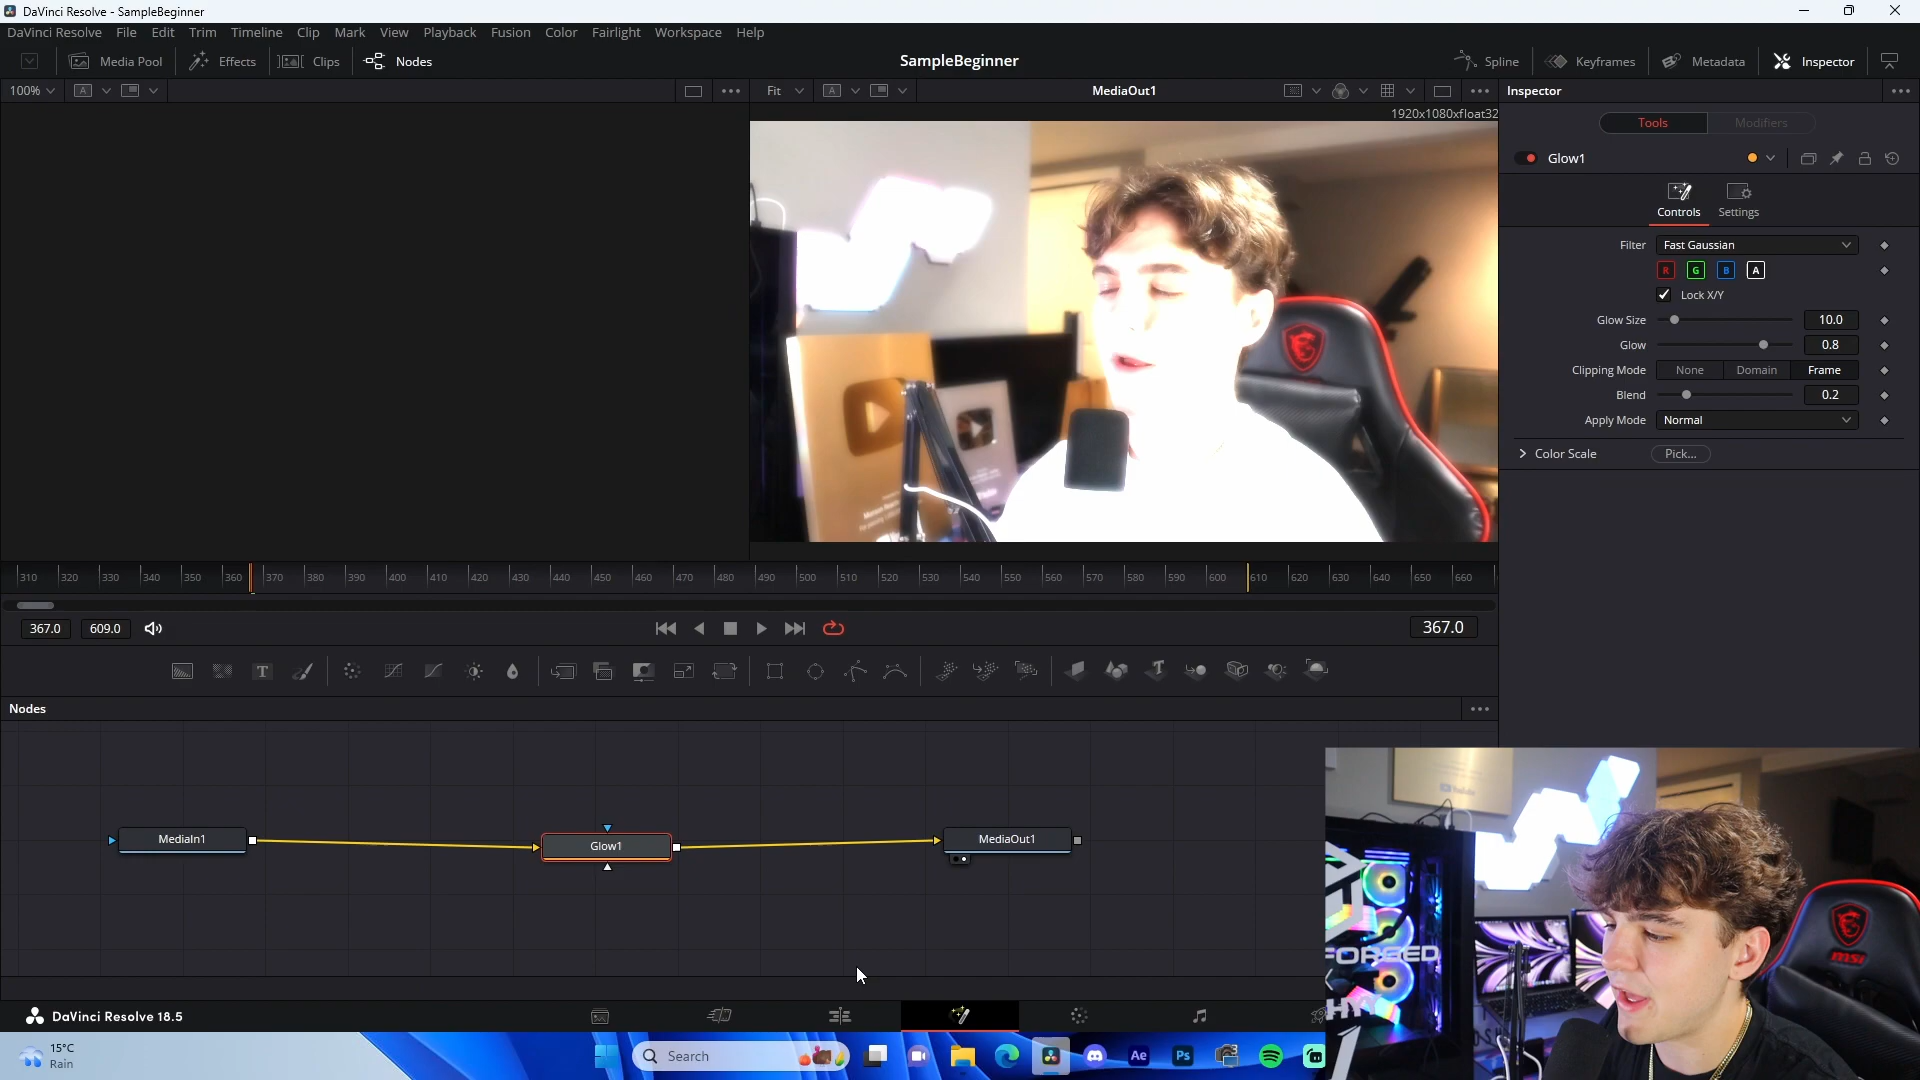 DaVinci Resolve - SampleBeginner
DaVinci Resolve File Edit Trim Timeline Clip Mark View Playback Fusion Color Fairlight Workspace Help
Media Pool Effects Clips Nodes SampleBeginner Spline Keyframes Metadata Inspector
100% A Fit A MediaOut1 Inspector
1920x1080xfloat32
Tools Modifiers
Glow1
Controls Settings
Filter Fast Gaussian
R G B A
Lock X/Y
Glow Size 10.0
Glow 0.8
Clipping Mode None Domain Frame
Blend 0.2
Apply Mode Normal
Color Scale Pick...
310 320 330 340 350 360 370 380 390 400 410 420 430 440 450 460 470 480 490 500 510 520 530 540 550 560 570 580 590 600 610 620 630 640 650 660
367.0 609.0 367.0
Nodes
MediaIn1 Glow1 MediaOut1
YouTube
FORGED
msi
DaVinci Resolve 18.5
15°C
Rain
Search
Ae Ps